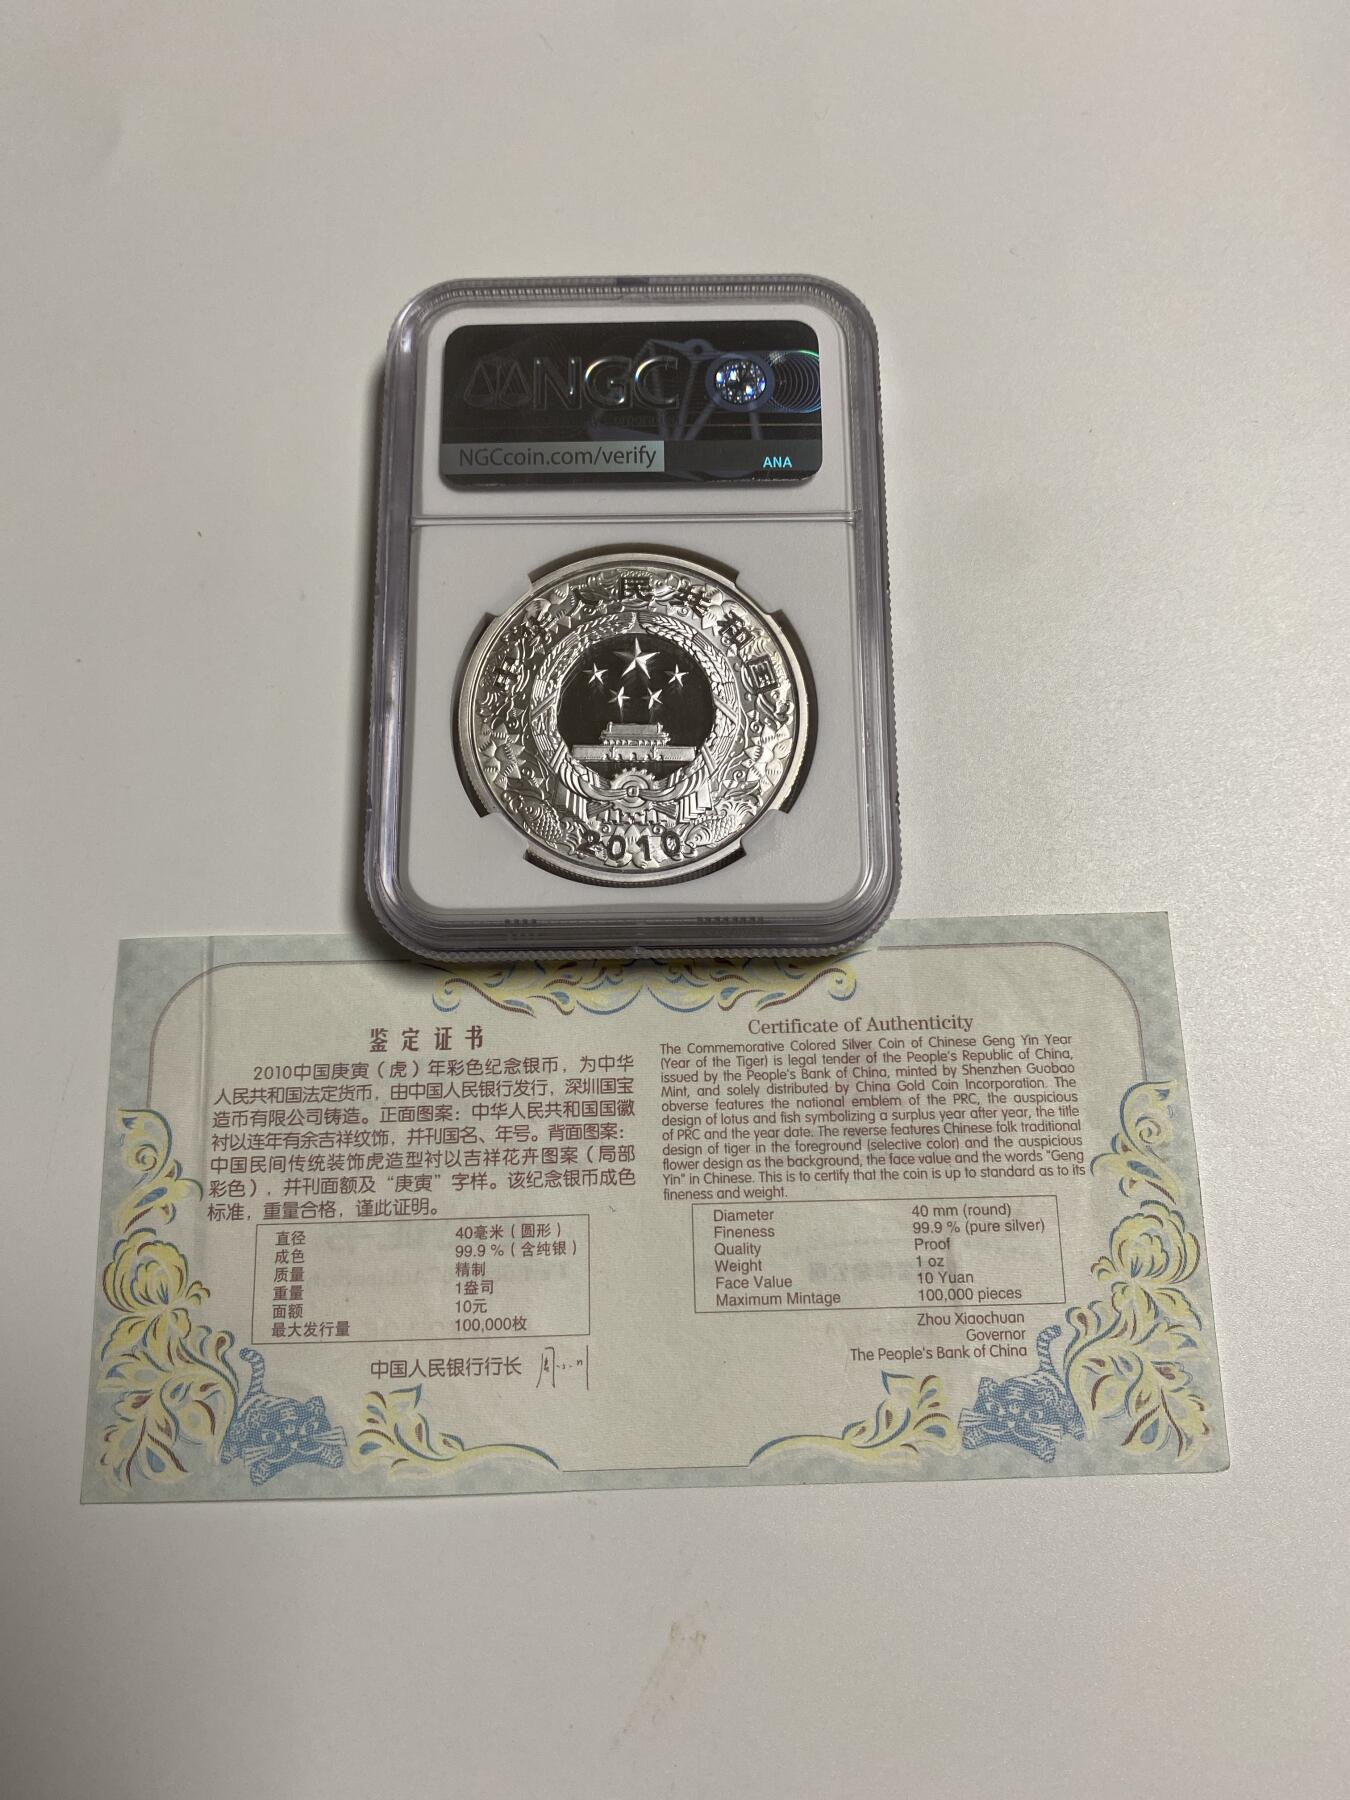 NGC
NGCcoin.com/verify
ANA
中华人民共和国
2010
鉴定证书
2010中国庚寅（虎）年彩色纪念银币，为中华
人民共和国法定货币，由中国人民银行发行，深圳国宝
造币有限公司铸造。正面图案：中华人民共和国国徽
衬以连年有余吉祥纹饰，并刊国名、年号。背面图案：
中国民间传统装饰虎造型衬以吉祥花卉图案（局部
彩色），并刊面额及“庚寅”字样。该纪念银币成色
标准，重量合格，谨此证明。
直径 40毫米（圆形）
成色 99.9％（含纯银）
质量 精制
重量 1盎司
面额 10元
最大发行量 100,000枚
中国人民银行行长
Certificate of Authenticity
The Commemorative Colored Silver Coin of Chinese Geng Yin Year
(Year of the Tiger) is legal tender of the People's Republic of China,
issued by the People's Bank of China, minted by Shenzhen Guobao
Mint, and solely distributed by China Gold Coin Incorporation. The
obverse features the national emblem of the PRC, the auspicious
design of lotus and fish symbolizing a surplus year after year, the title
of PRC and the year date. The reverse features Chinese folk traditional
design of tiger in the foreground (selective color) and the auspicious
flower design as the background, the face value and the words "Geng
Yin" in Chinese. This is to certify that the coin is up to standard as to its
fineness and weight.
Diameter 40 mm (round)
Fineness 99.9 % (pure silver)
Quality Proof
Weight 1 oz
Face Value 10 Yuan
Maximum Mintage 100,000 pieces
Zhou Xiaochuan
Governor
The People's Bank of China